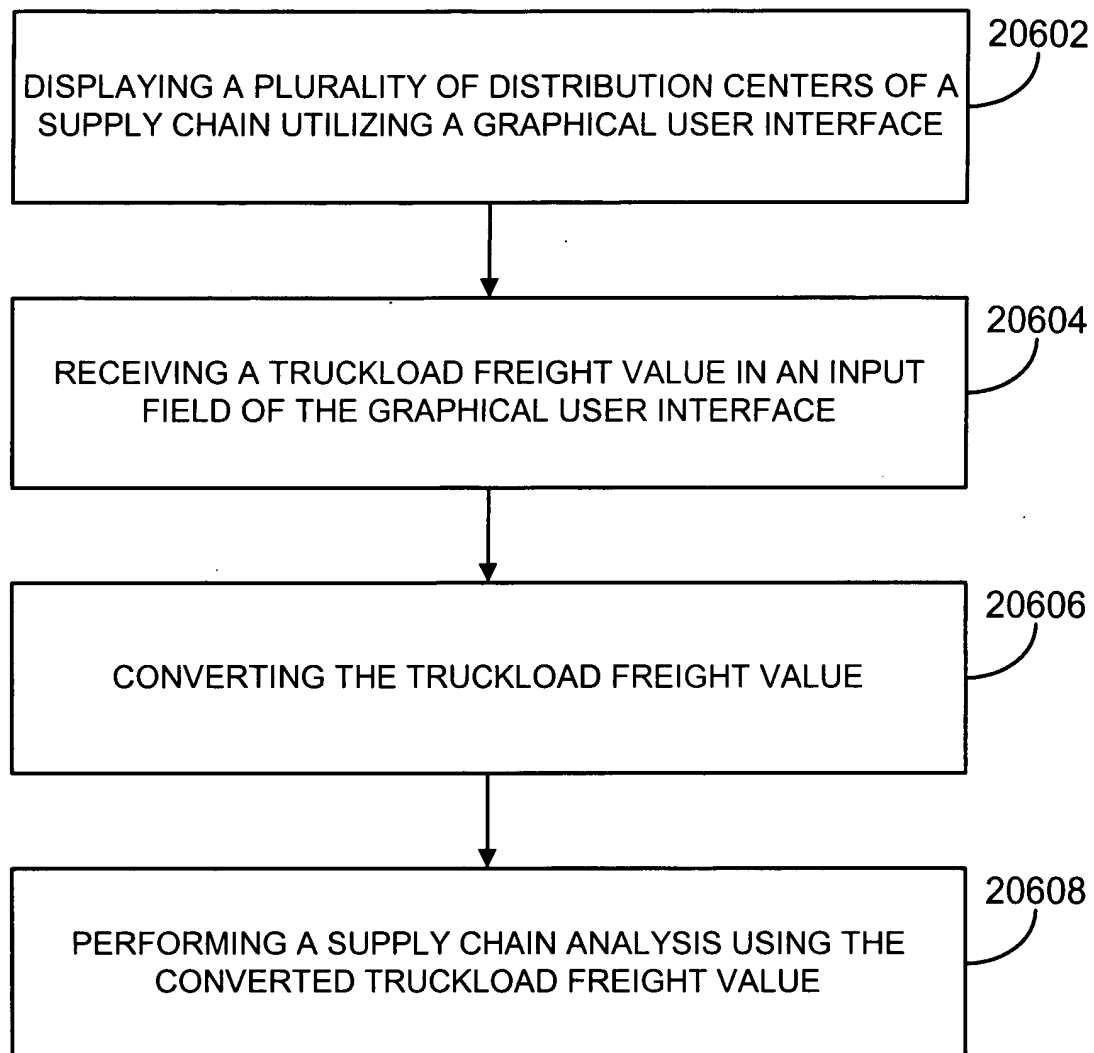 20602
DISPLAYING A PLURALITY OF DISTRIBUTION CENTERS OF A
SUPPLY CHAIN UTILIZING A GRAPHICAL USER INTERFACE
20604
RECEIVING A TRUCKLOAD FREIGHT VALUE IN AN INPUT
FIELD OF THE GRAPHICAL USER INTERFACE
20606
CONVERTING THE TRUCKLOAD FREIGHT VALUE
20608
PERFORMING A SUPPLY CHAIN ANALYSIS USING THE
CONVERTED TRUCKLOAD FREIGHT VALUE